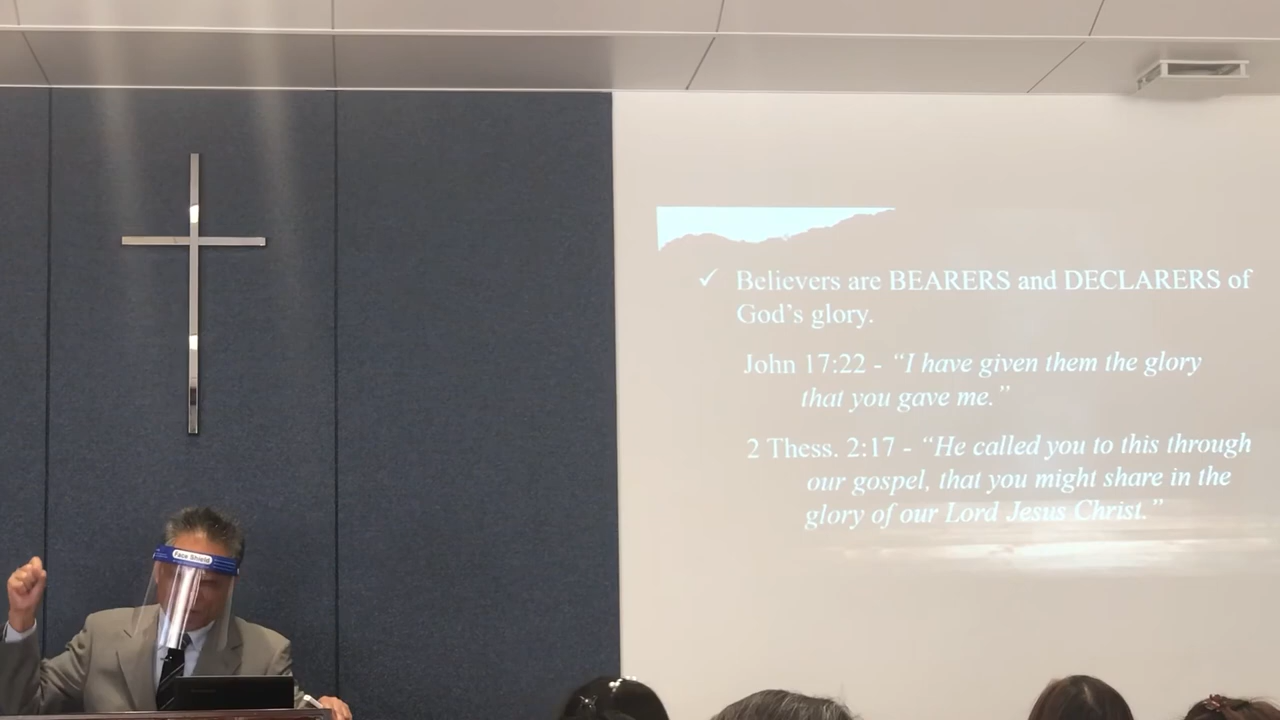 ✓ Believers are BEARERS and DECLARERS of
God's glory.
John 17:22 - "I have given them the glory
that you gave me."
2 Thess. 2:17 - "He called you to this through
our gospel, that you might share in the
glory of our Lord Jesus Christ."
Face Shield